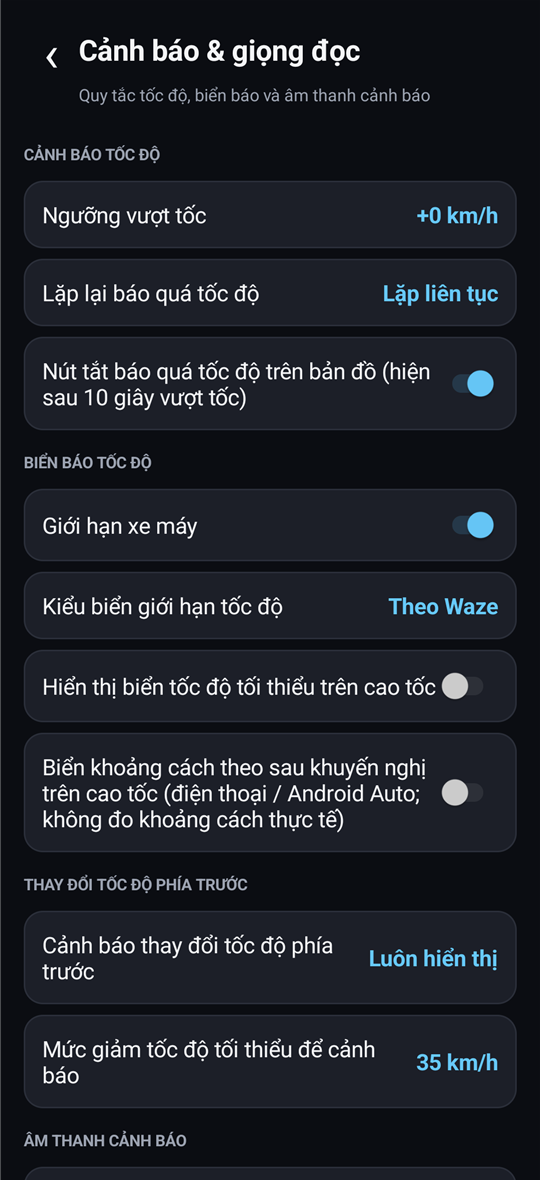 Cảnh báo & giọng đọc
Quy tắc tốc độ, biển báo và âm thanh cảnh báo
CẢNH BÁO TỐC ĐỘ
Ngưỡng vượt tốc +0 km/h
Lặp lại báo quá tốc độ Lặp liên tục
Nút tắt báo quá tốc độ trên bản đồ (hiện
sau 10 giây vượt tốc)
BIỂN BÁO TỐC ĐỘ
Giới hạn xe máy
Kiểu biển giới hạn tốc độ Theo Waze
Hiển thị biển tốc độ tối thiểu trên cao tốc
Biển khoảng cách theo sau khuyến nghị
trên cao tốc (điện thoại / Android Auto;
không đo khoảng cách thực tế)
THAY ĐỔI TỐC ĐỘ PHÍA TRƯỚC
Cảnh báo thay đổi tốc độ phía
trước
Luôn hiển thị
Mức giảm tốc độ tối thiểu để cảnh
báo
35 km/h
ÂM THANH CẢNH BÁO